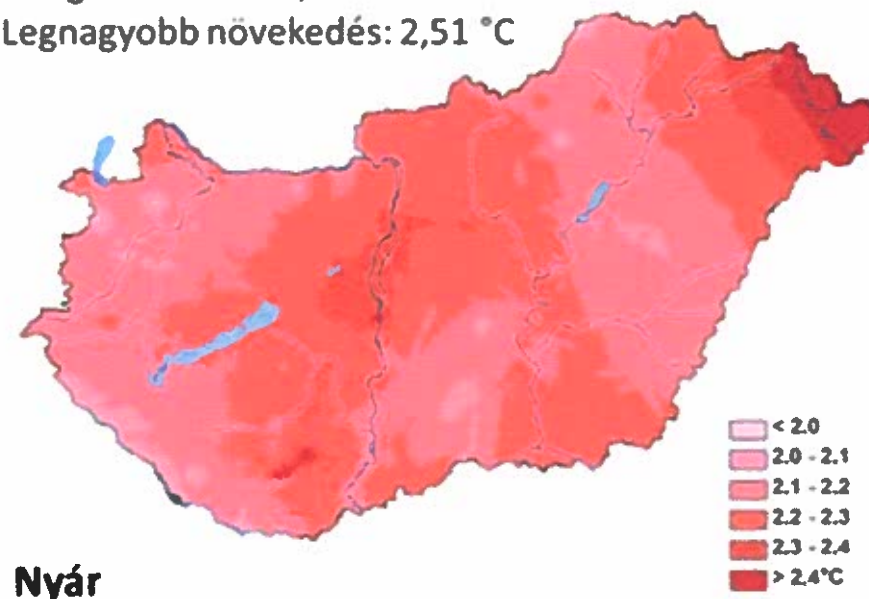 Legnagyobb növekedés: 2,51 °C
< 2.0
2.0 - 2.1
2.1 - 2.2
2.2 - 2.3
2.3 - 2.4
> 2,4°C
Nyár